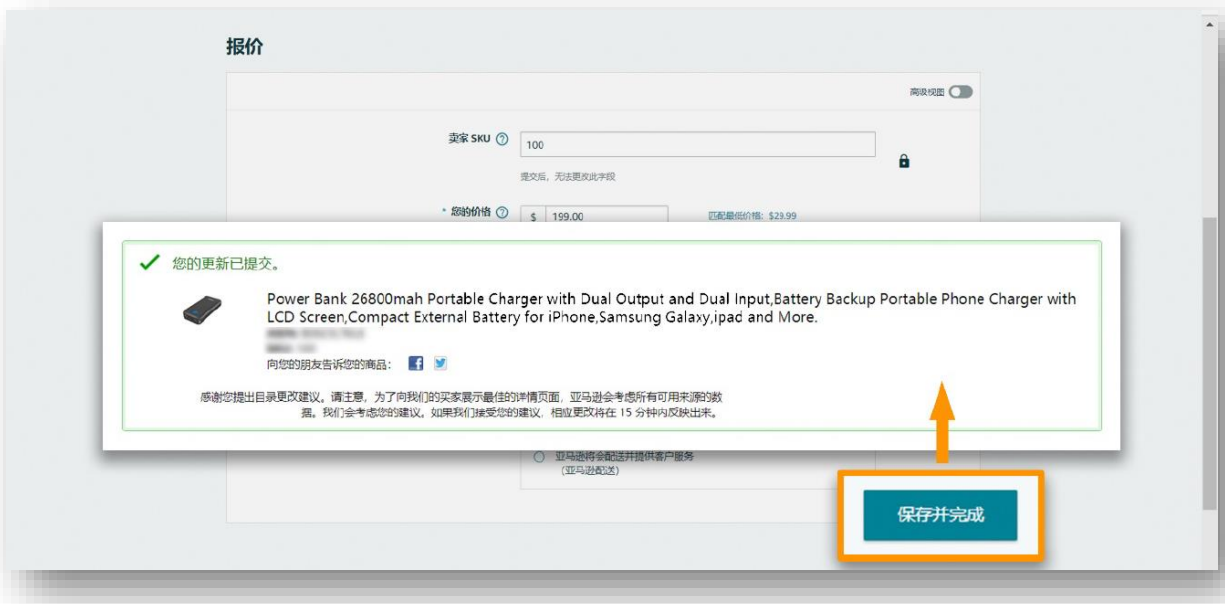 报价
高级视图
卖家 SKU
100
提交后，无法更改此字段
* 您的价格
$ 199.00
匹配最低价格: $29.99
您的更新已提交。
Power Bank 26800mah Portable Charger with Dual Output and Dual Input,Battery Backup Portable Phone Charger with
LCD Screen,Compact External Battery for iPhone,Samsung Galaxy,ipad and More.
向您的朋友告诉您的商品：
感谢您提出目录更改建议。请注意，为了向我们的买家展示最佳的详情页面，亚马逊会考虑所有可用来源的数
据。我们会考虑您的建议。如果我们接受您的建议，相应更改将在 15 分钟内反映出来。
亚马逊将会配送并提供客户服务
(亚马逊配送)
保存并完成